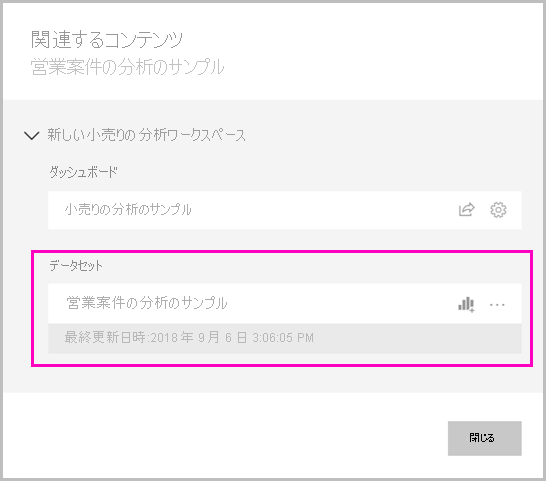 関連するコンテンツ
営業案件の分析のサンプル
新しい小売りの分析ワークスペース
ダッシュボード
小売りの分析のサンプル
データセット
営業案件の分析のサンプル
最終更新日時:2018 年 9 月 6 日 3:06:05 PM
閉じる